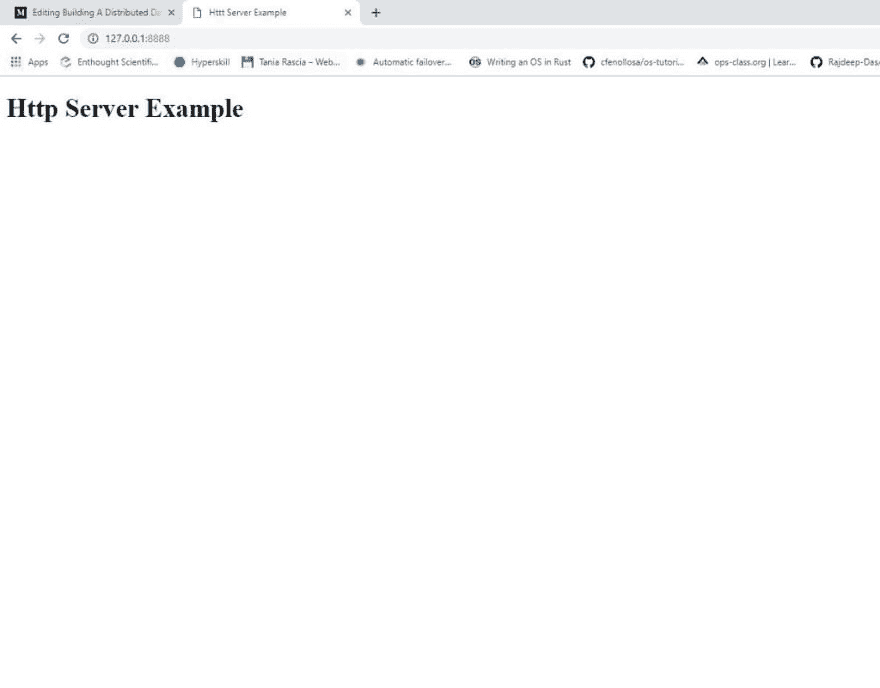 M Editing Building A Distributed Da
Httt Server Example
127.0.0.1:8888
Apps Enthought Scientifi... Hyperskill Tania Rascia – Web... Automatic failover... OS Writing an OS in Rust cfenollosa/os-tutori... ops-class.org | Lear... Rajdeep-Das
Http Server Example